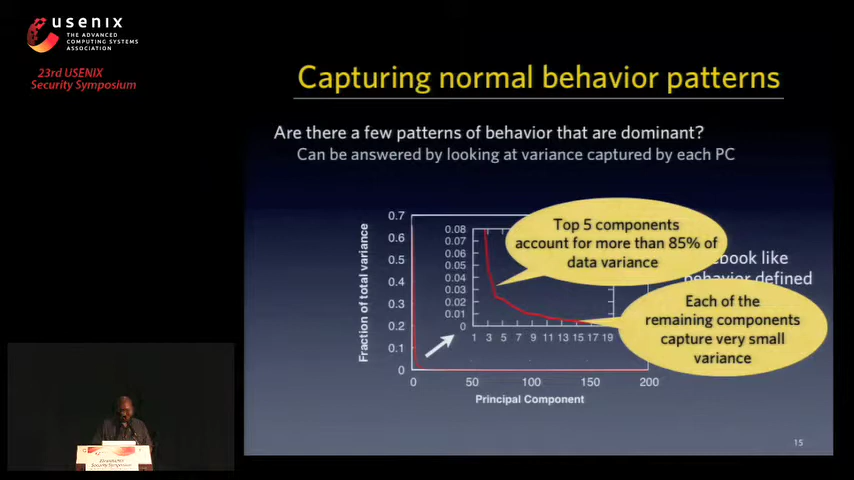 usenix
THE ADVANCED
COMPUTING SYSTEMS
ASSOCIATION
23rd USENIX
Security Symposium
Capturing normal behavior patterns
Are there a few patterns of behavior that are dominant?
Can be answered by looking at variance captured by each PC
Fraction of total variance
0.7
0.6
0.5
0.4
0.3
0.2
0.1
0
0.08
0.07
0.06
0.05
0.04
0.03
0.02
0.01
0
1 3 5 7 9 11 13 15 17 19
0 50 100 150 200
Principal Component
Top 5 components
account for more than 85% of
data variance
book like
behavior defined
Each of the
remaining components
capture very small
variance
15
Security Symposium